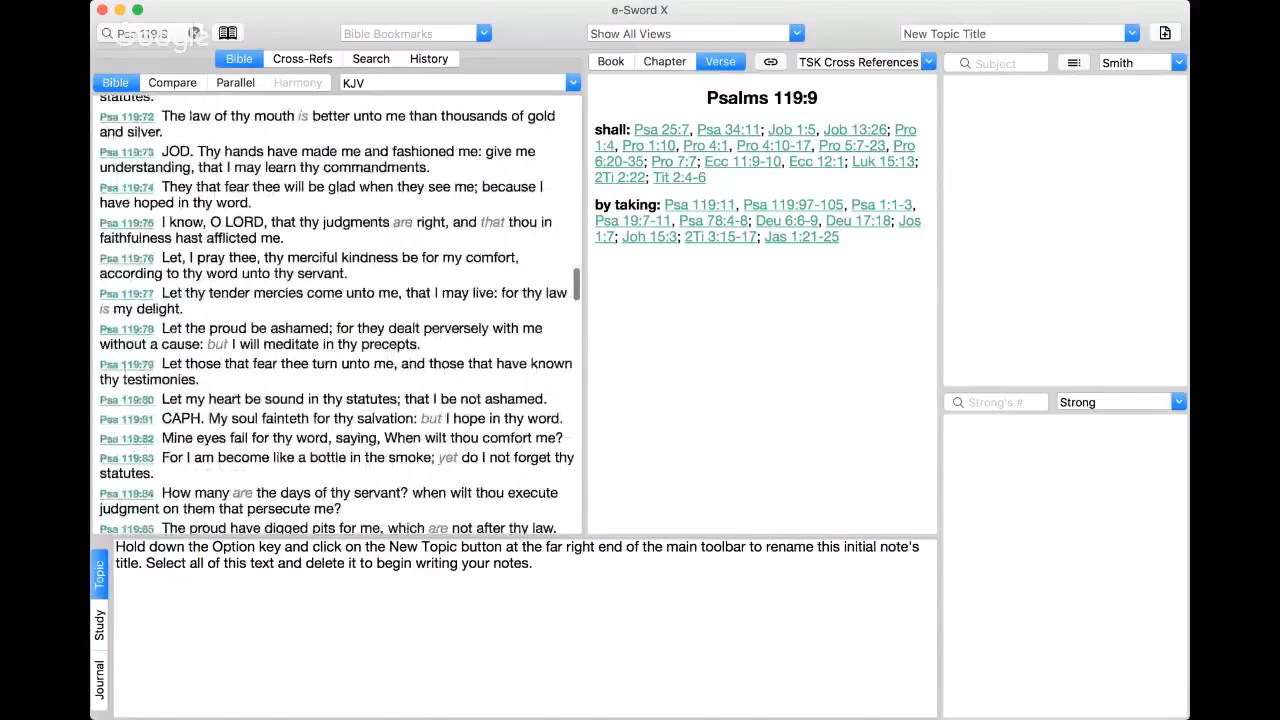 e-Sword X
Psa 119:9
Google
Bible Bookmarks
Show All Views
New Topic Title
Bible Cross-Refs Search History
Book Chapter Verse
TSK Cross References
Subject
Smith
Bible Compare Parallel Harmony
KJV
statutes.
Psa 119:72 The law of thy mouth is better unto me than thousands of gold
and silver.
Psa 119:73 JOD. Thy hands have made me and fashioned me: give me
understanding, that I may learn thy commandments.
Psa 119:74 They that fear thee will be glad when they see me; because I
have hoped in thy word.
Psa 119:75 I know, O LORD, that thy judgments are right, and that thou in
faithfulness hast afflicted me.
Psa 119:76 Let, I pray thee, thy merciful kindness be for my comfort,
according to thy word unto thy servant.
Psa 119:77 Let thy tender mercies come unto me, that I may live: for thy law
is my delight.
Psa 119:78 Let the proud be ashamed; for they dealt perversely with me
without a cause: but I will meditate in thy precepts.
Psa 119:79 Let those that fear thee turn unto me, and those that have known
thy testimonies.
Psa 119:80 Let my heart be sound in thy statutes; that I be not ashamed.
Psa 119:81 CAPH. My soul fainteth for thy salvation: but I hope in thy word.
Psa 119:82 Mine eyes fail for thy word, saying, When wilt thou comfort me?
Psa 119:83 For I am become like a bottle in the smoke; yet do I not forget thy
statutes.
Psa 119:84 How many are the days of thy servant? when wilt thou execute
judgment on them that persecute me?
Psa 119:85 The proud have digged pits for me, which are not after thy law.
Psalms 119:9
shall: Psa 25:7, Psa 34:11; Job 1:5, Job 13:26; Pro
1:4, Pro 1:10, Pro 4:1, Pro 4:10-17, Pro 5:7-23, Pro
6:20-35, Pro 7:7; Ecc 11:9-10, Ecc 12:1; Luk 15:13;
2Ti 2:22; Tit 2:4-6
by taking: Psa 119:11, Psa 119:97-105, Psa 1:1-3,
Psa 19:7-11, Psa 78:4-8; Deu 6:6-9, Deu 17:18; Jos
1:7; Joh 15:3; 2Ti 3:15-17; Jas 1:21-25
Strong's #
Strong
Topic
Study
Journal
Hold down the Option key and click on the New Topic button at the far right end of the main toolbar to rename this initial note's
title. Select all of this text and delete it to begin writing your notes.